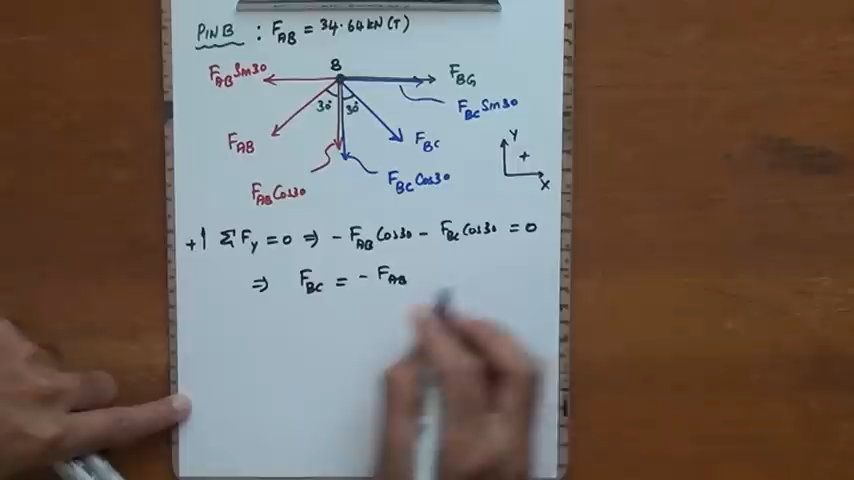 PIN B : F_AB = 34.64 kN (T)
B
F_AB Sin30
F_BG
F_BC Sin30
30° 30°
F_AB
F_BC
Y
+
X
F_AB Cos30
F_BC Cos30
+↑ ΣF_y = 0 ⇒ - F_AB Cos30 - F_BC Cos30 = 0
⇒ F_BC = - F_AB